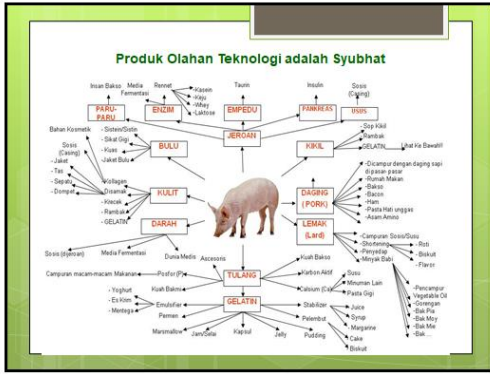 Produk Olahan Teknologi adalah Syubhat
Insan Bakso
Media
Fermentasi
Rennet
-Kasein
-Keju
-Whey
-Laktose
Taurin
Insulin
Sosis
(Casing)
PARU-
PARU
ENZIM
EMPEDU
PANKREAS
USUS
JEROAN
Bahan Kosmetik
- Sistein/Sistin
- Sikat Gigi
- Kuas
- Jaket Bulu
BULU
KIKIL
- Sop Kikil
Rambak
GELATIN
Lihat Ke Bawah!!
Sosis
(Casing)
- Jaket
- Tas
- Sepatu
- Dompet
Kollagen
Disamak
- Krecek
- Rambak
- GELATIN
KULIT
DAGING
(PORK)
-Dicampur dengan daging sapi
di pasar-pasar
-Rumah Makan
-Bakso
-Bacon
-Ham
-Pasta Hati unggas
-Asam Amino
DARAH
LEMAK
(Lard)
-Campuran Sosis/Susu
-Shortning
-Penyedap
-Minyak Babi
- Roti
- Biskuit
- Flavor
Sosis (dijeroan)
Media Fermentasi
Dunia Medis
Ascesoris
TULANG
Kuah Bakso
Karbon Aktif
Calsium (Ca)
Susu
Minuman Lain
Pasta Gigi
Campuran macam-macam Makanan
Posfor (P)
Kuah Bakmi
-Pencampur
Vegetable Oil
-Gorengan
-Bak Pia
-Bak Moy
-Bak Mie
-Bak ...
GELATIN
- Yoghurt
- Es Krim
- Mentega
Emulsifier
Permen
Marsmallow
Jam/Selai
Kapsul
Jelly
Pudding
Stabilizer
Pelembut
Juice
Syrup
Margarine
Cake
Biskuit